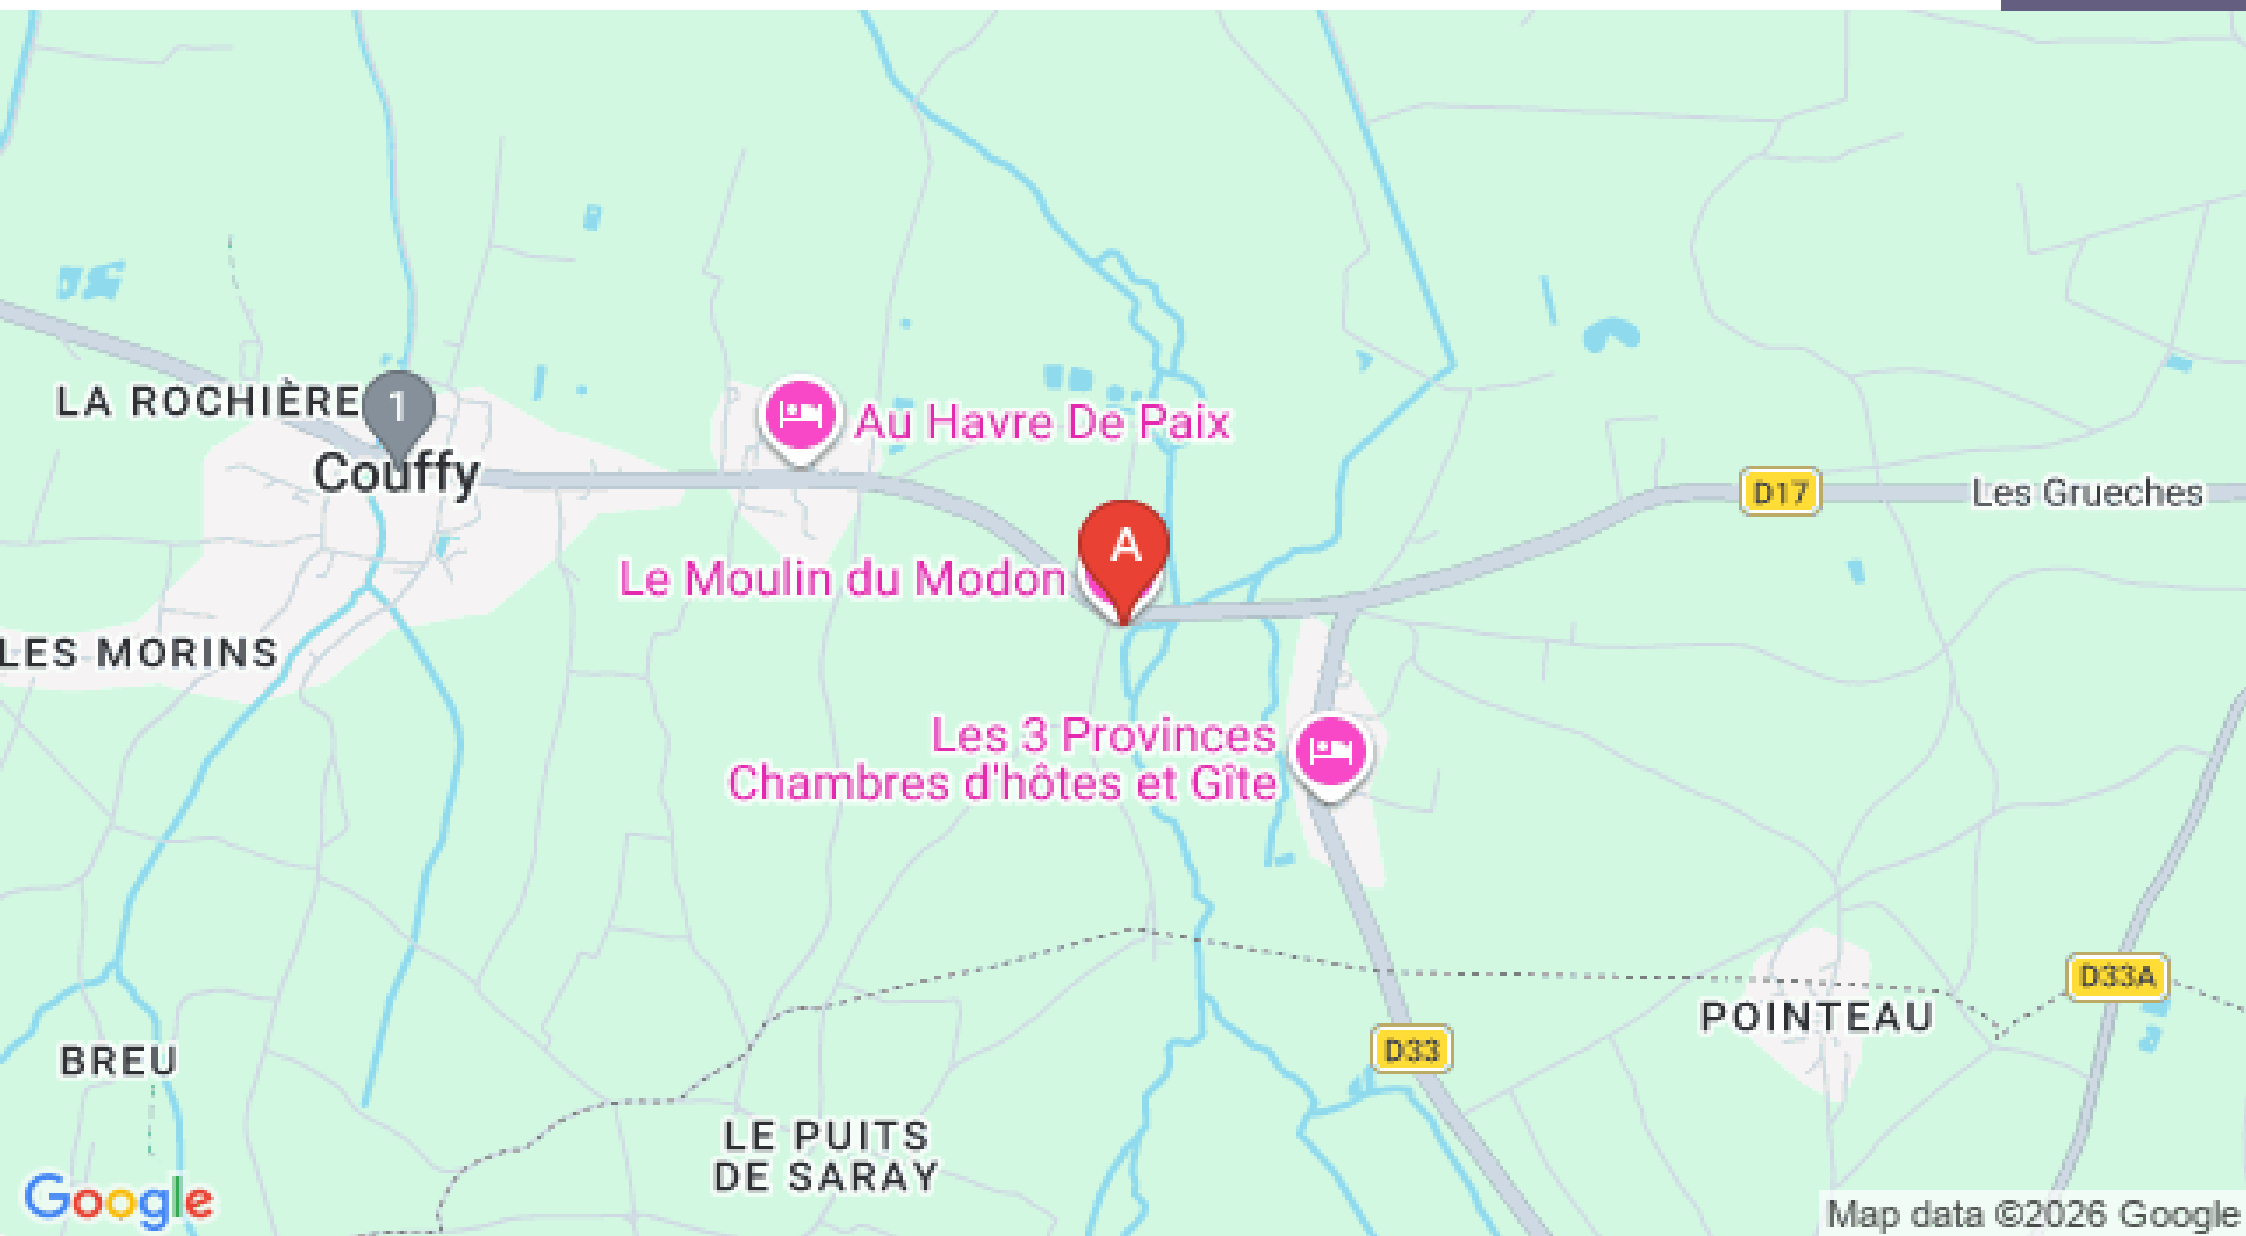 LA ROCHIÈRE
1
Couffy
Au Havre De Paix
D17
Les Grueches
A
Le Moulin du Modon
LES MORINS
Les 3 Provinces
Chambres d'hôtes et Gîte
D33A
POINTEAU
D33
BREU
LE PUITS
DE SARAY
Google
Map data ©2026 Google